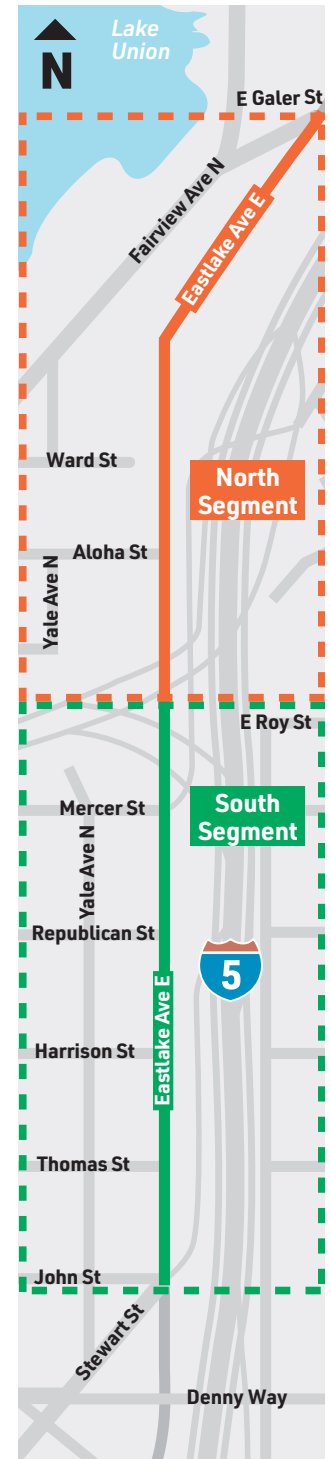 Lake
Union
N
E Galer St
Fairview Ave N
Eastlake Ave E
Ward St
North
Segment
Aloha St
Yale Ave N
E Roy St
Mercer St
South
Segment
Yale Ave N
Republican St
5
Eastlake Ave E
Harrison St
Thomas St
John St
Stewart St
Denny Way